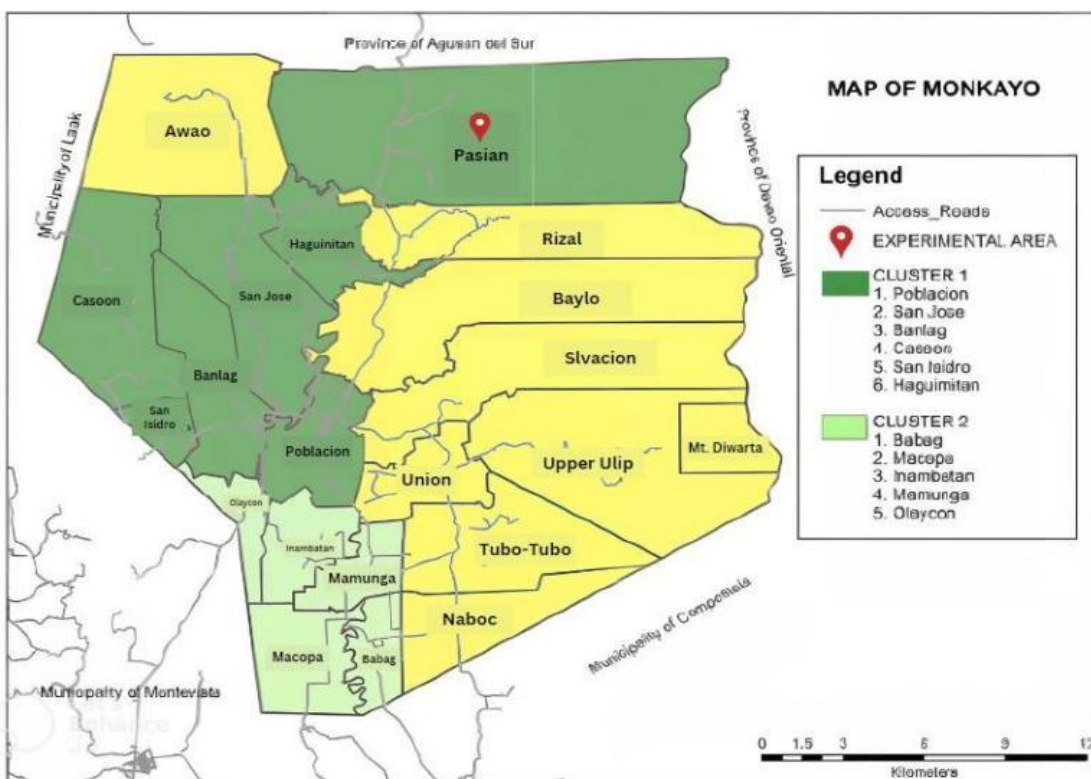 Province of Agusan del Sur
MAP OF MONKAYO
Awao
Pasian
Municipality of Laak
Province of Davao Oriental
Legend
Access_Roads
EXPERIMENTAL AREA
CLUSTER 1
1. Poblacion
2. San Jose
3. Banlag
4. Casoon
5. San Isidro
6. Haguimitan
CLUSTER 2
1. Babag
2. Macopa
3. Inambatan
4. Mamunga
5. Olaycon
Haguinitan
Rizal
Casoon
San Jose
Baylo
Slvacion
Banlag
San
Isidro
Poblacion
Union
Upper Ulip
Mt. Diwarta
Olaycon
Inambatan
Tubo-Tubo
Mamunga
Naboc
Macopa
Babag
Municipality of Compostela
Municipality of Montevista
Enhance
0 1.5 3 6 9 12
Kilometers